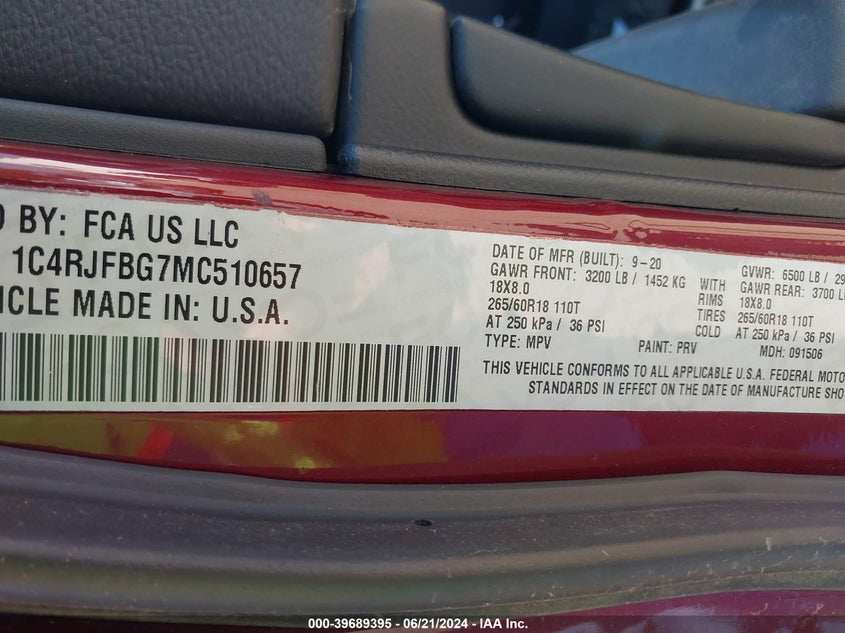 D BY: FCA US LLC
1C4RJFBG7MC510657
HICLE MADE IN: U.S.A.
DATE OF MFR (BUILT): 9-20 GVWR: 6500 LB / 29
GAWR FRONT: 3200 LB / 1452 KG WITH GAWR REAR: 3700 L
18X8.0 RIMS 18X8.0
265/60R18 110T TIRES 265/60R18 110T
AT 250 kPa / 36 PSI COLD AT 250 kPa / 36 PSI
TYPE: MPV PAINT: PRV MDH: 091506
THIS VEHICLE CONFORMS TO ALL APPLICABLE U.S.A. FEDERAL MOTO
STANDARDS IN EFFECT ON THE DATE OF MANUFACTURE SHO
000-39689395 - 06/21/2024 - IAA Inc.